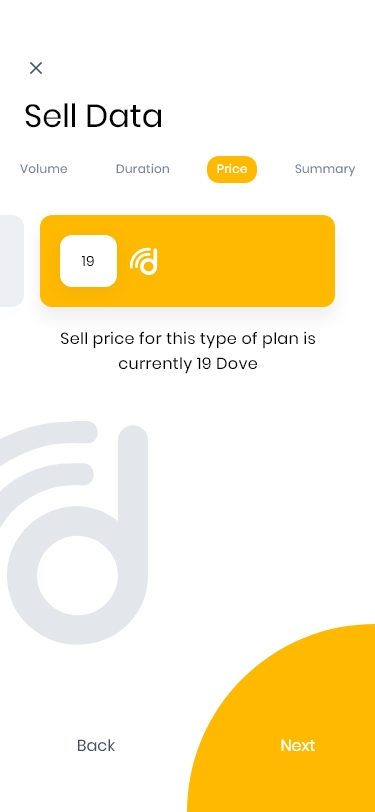 Sell Data
Volume Duration Price Summary
19
Sell price for this type of plan is
currently 19 Dove
Back Next